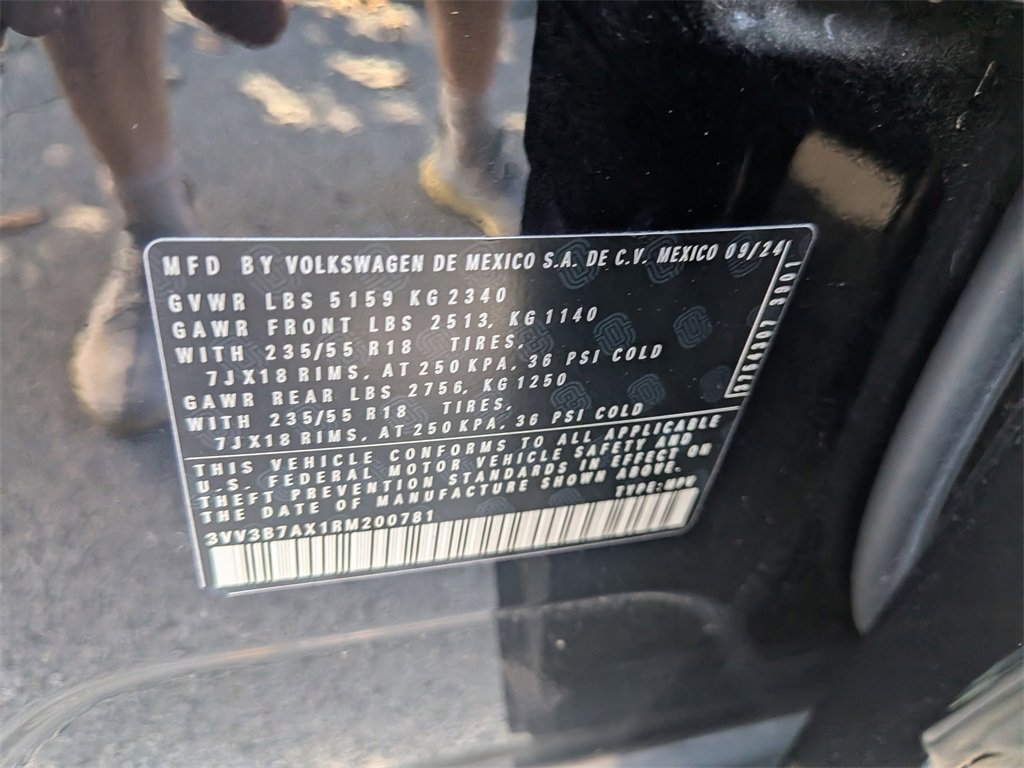 MFD BY VOLKSWAGEN DE MEXICO S.A. DE C.V. MEXICO 09/24
GVWR LBS 5159 KG 2340
GAWR FRONT LBS 2513, KG 1140
WITH 235/55 R18 TIRES,
7JX18 RIMS, AT 250 KPA, 36 PSI COLD
GAWR REAR LBS 2756, KG 1250
WITH 235/55 R18 TIRES,
7JX18 RIMS, AT 250 KPA, 36 PSI COLD
THIS VEHICLE CONFORMS TO ALL APPLICABLE
U.S. FEDERAL MOTOR VEHICLE SAFETY AND
THEFT PREVENTION STANDARDS IN EFFECT ON
THE DATE OF MANUFACTURE SHOWN ABOVE.
3VV3B7AX1RM200781 TYPE:MPV